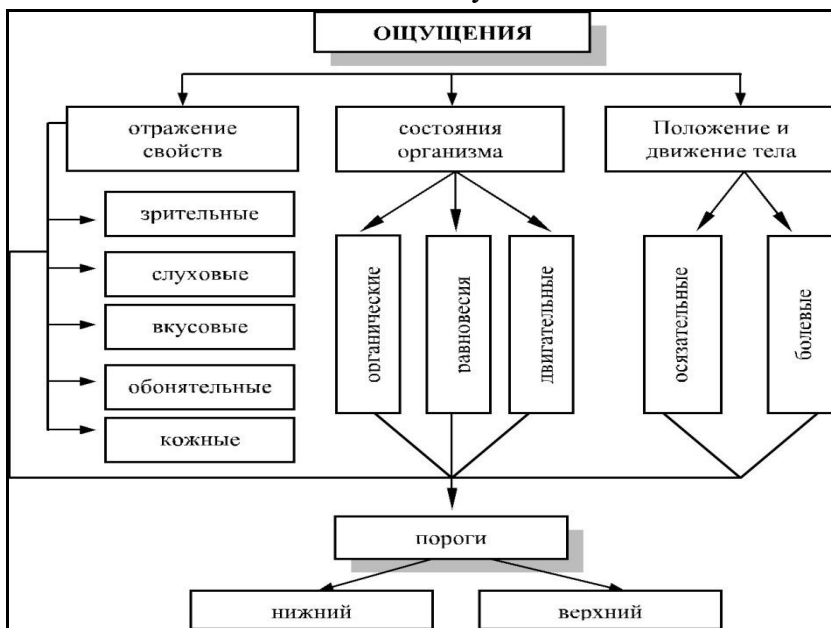 ОЩУЩЕНИЯ
отражение
свойств
состояния
организма
Положение и
движение тела
зрительные
слуховые
вкусовые
обонятельные
кожные
органические
равновесия
двигательные
осязательные
болевые
пороги
нижний
верхний